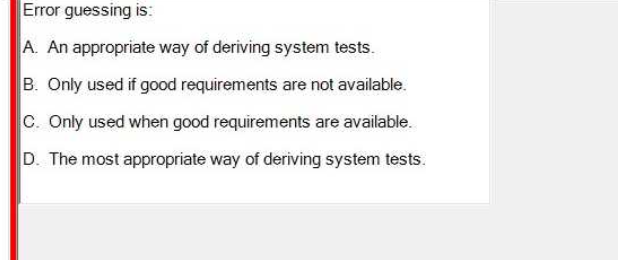 Error guessing is:
A. An appropriate way of deriving system tests.
B. Only used if good requirements are not available.
C. Only used when good requirements are available.
D. The most appropriate way of deriving system tests.